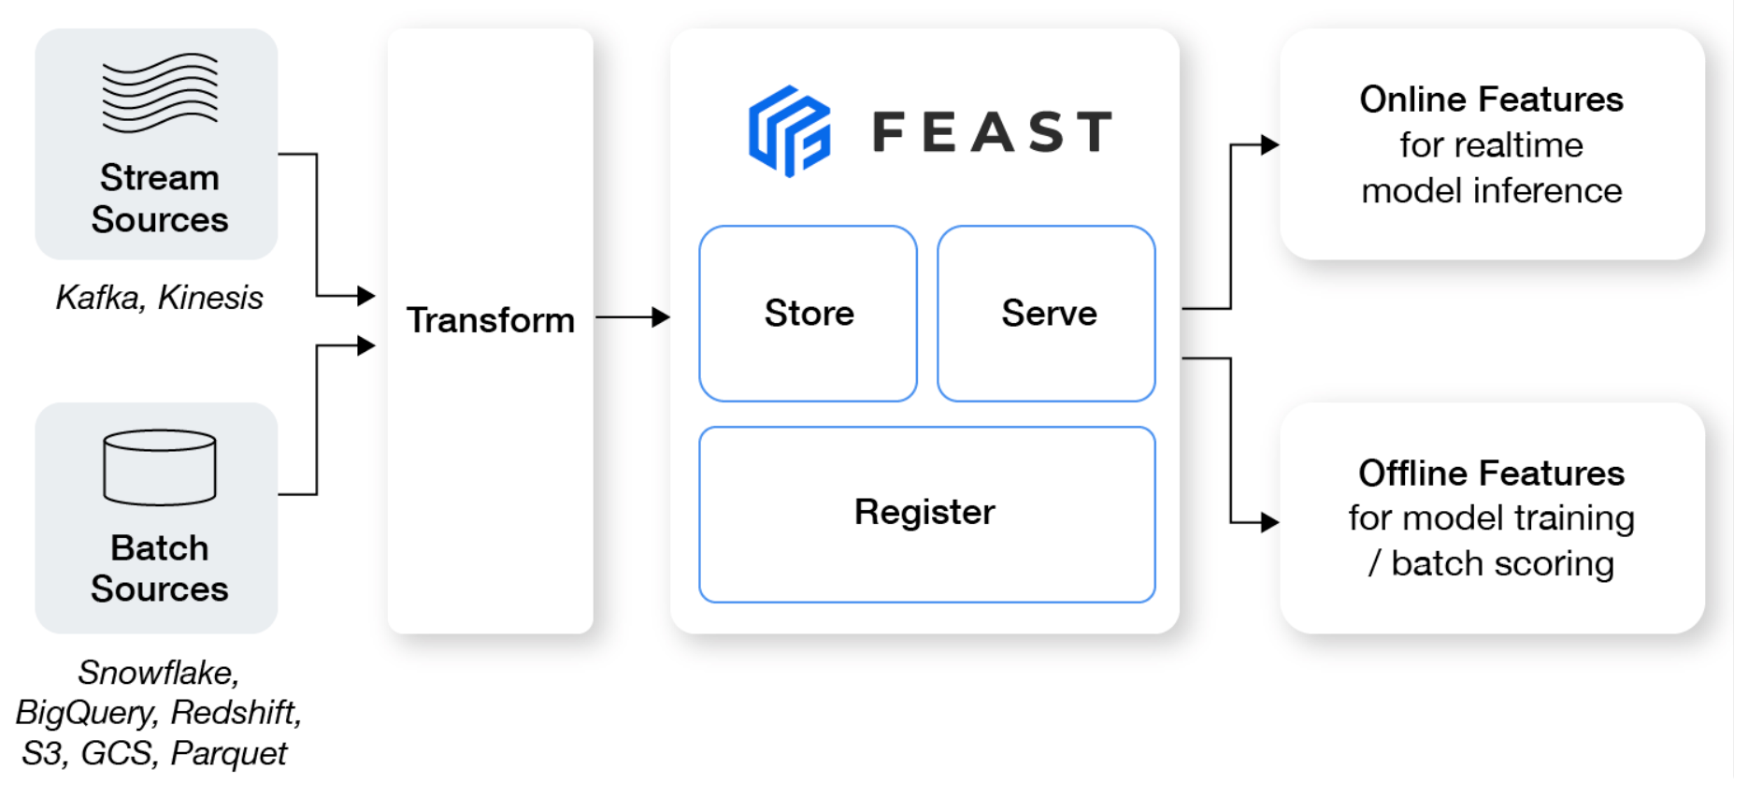 Stream
Sources
Kafka, Kinesis
Batch
Sources
Snowflake,
BigQuery, Redshift,
S3, GCS, Parquet
Transform
FEAST
Store
Serve
Register
Online Features
for realtime
model inference
Offline Features
for model training
/ batch scoring